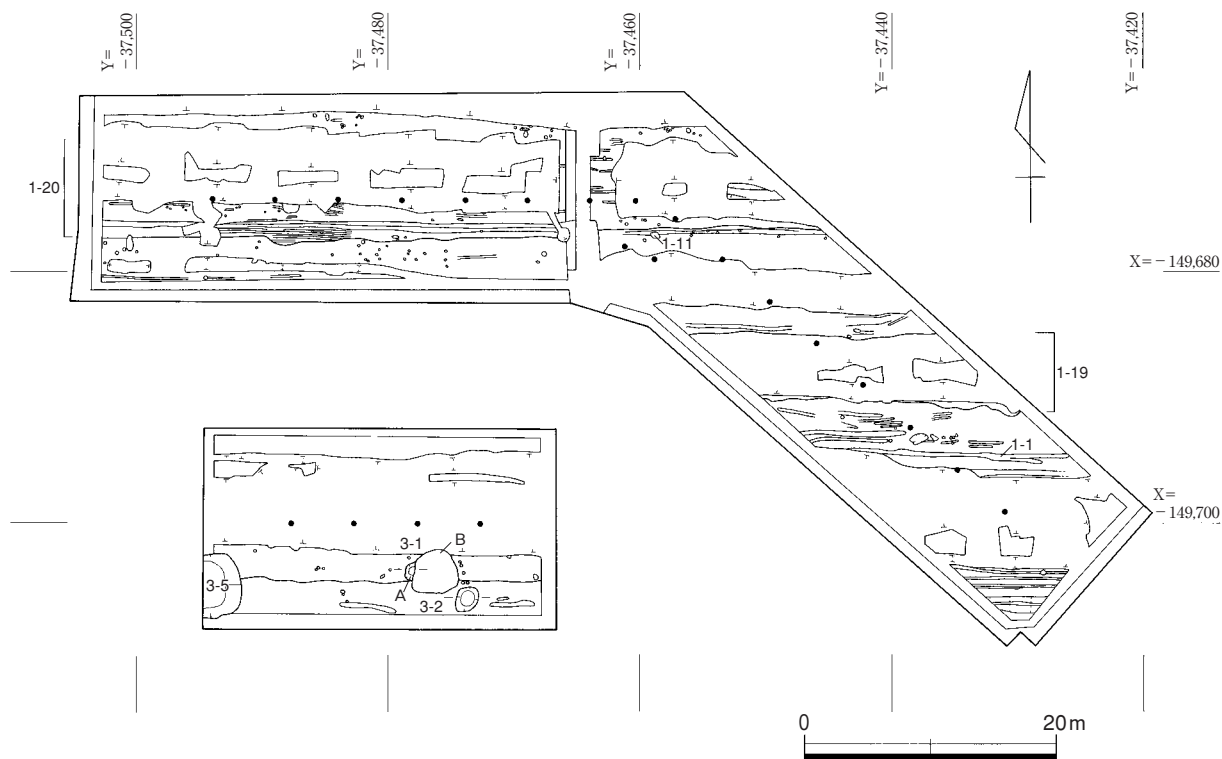 Y=
−37,500
Y=
−37,480
Y=
−37,460
Y=
−37,440
Y=−37,420
1-20
1-11
X=−149,680
1-19
1-1
X=
−149,700
3-1
B
3-5
A
3-2
0
20m